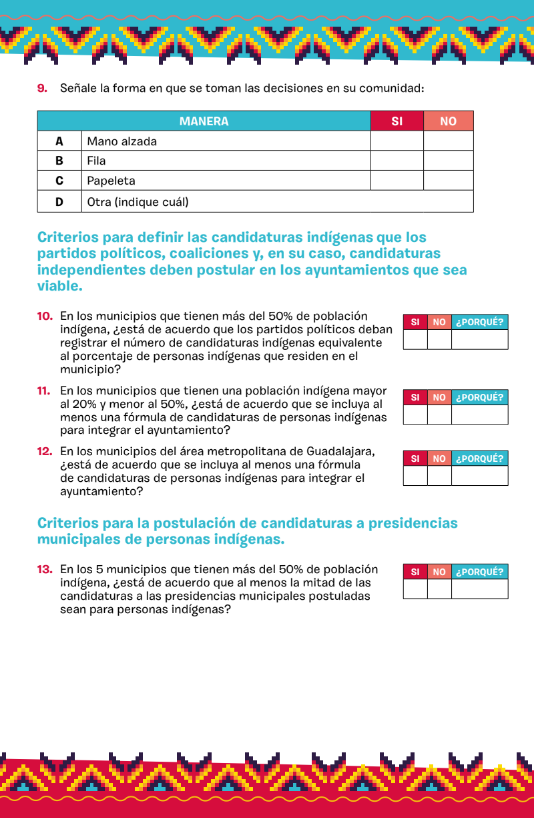 9. Señale la forma en que se toman las decisiones en su comunidad:
MANERA SI NO
A Mano alzada
B Fila
C Papeleta
D Otra (indique cuál)
Criterios para definir las candidaturas indígenas que los
partidos políticos, coaliciones y, en su caso, candidaturas
independientes deben postular en los ayuntamientos que sea
viable.
10. En los municipios que tienen más del 50% de población
indígena, ¿está de acuerdo que los partidos políticos deban
registrar el número de candidaturas indígenas equivalente
al porcentaje de personas indígenas que residen en el
municipio?
SI NO ¿PORQUÉ?
11. En los municipios que tienen una población indígena mayor
al 20% y menor al 50%, ¿está de acuerdo que se incluya al
menos una fórmula de candidaturas de personas indígenas
para integrar el ayuntamiento?
SI NO ¿PORQUÉ?
12. En los municipios del área metropolitana de Guadalajara,
¿está de acuerdo que se incluya al menos una fórmula
de candidaturas de personas indígenas para integrar el
ayuntamiento?
SI NO ¿PORQUÉ?
Criterios para la postulación de candidaturas a presidencias
municipales de personas indígenas.
13. En los 5 municipios que tienen más del 50% de población
indígena, ¿está de acuerdo que al menos la mitad de las
candidaturas a las presidencias municipales postuladas
sean para personas indígenas?
SI NO ¿PORQUÉ?